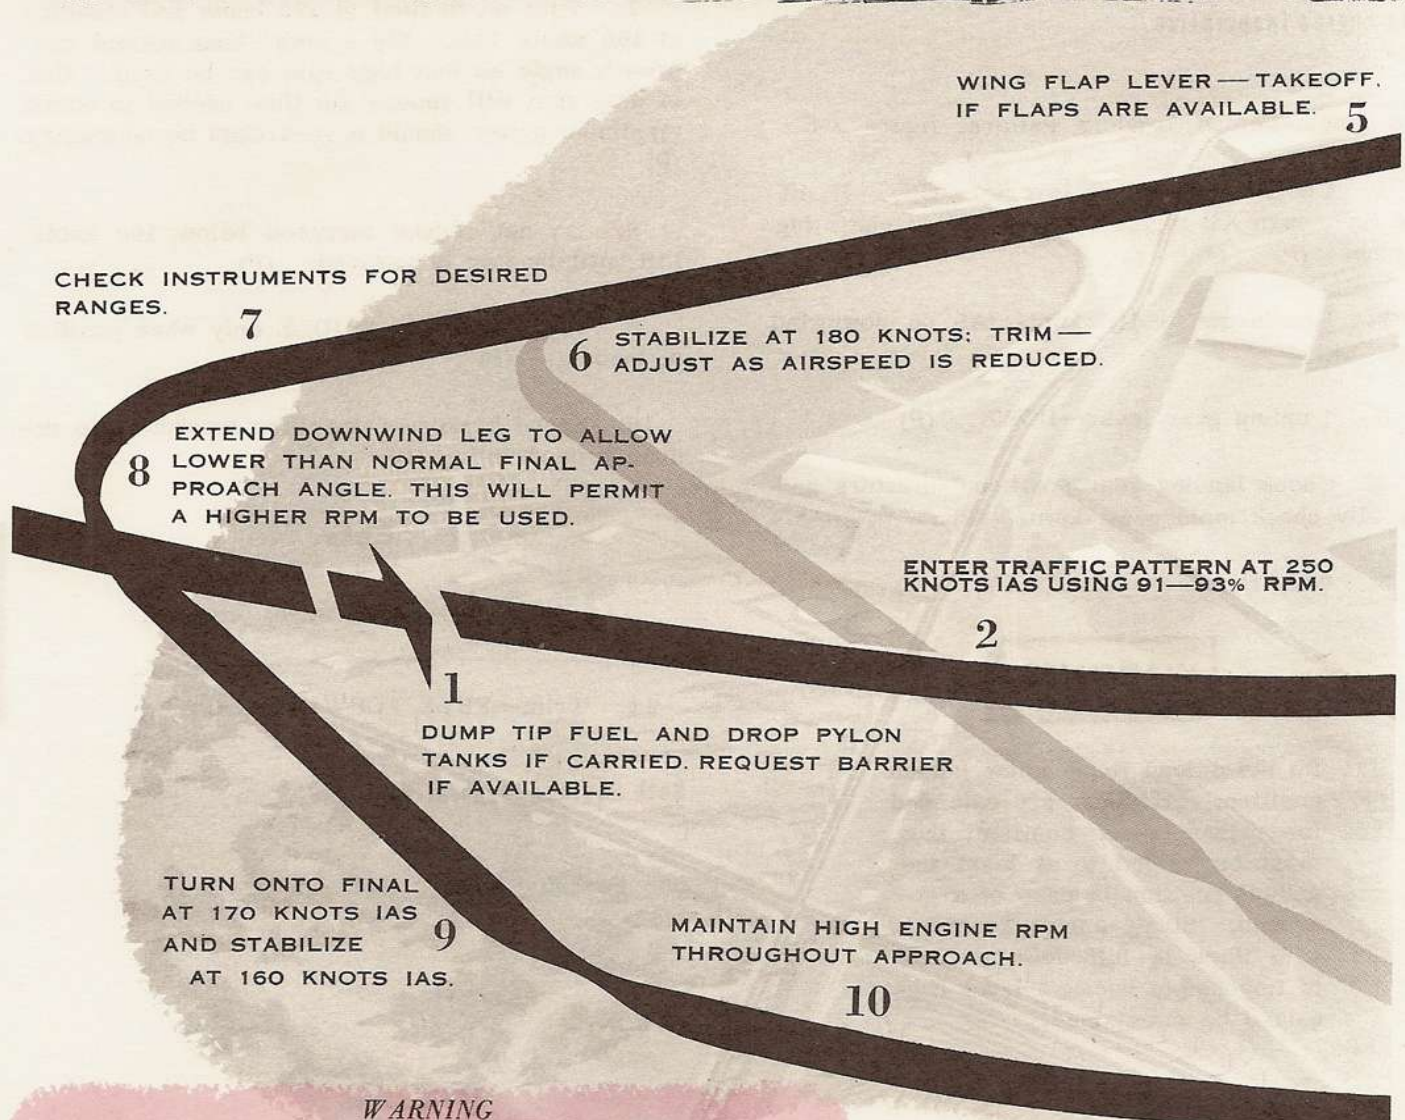 WING FLAP LEVER — TAKEOFF.
IF FLAPS ARE AVAILABLE.
5
CHECK INSTRUMENTS FOR DESIRED
RANGES.
7
6
STABILIZE AT 180 KNOTS: TRIM —
ADJUST AS AIRSPEED IS REDUCED.
8
EXTEND DOWNWIND LEG TO ALLOW
LOWER THAN NORMAL FINAL AP-
PROACH ANGLE. THIS WILL PERMIT
A HIGHER RPM TO BE USED.
ENTER TRAFFIC PATTERN AT 250
KNOTS IAS USING 91—93% RPM.
2
1
DUMP TIP FUEL AND DROP PYLON
TANKS IF CARRIED. REQUEST BARRIER
IF AVAILABLE.
TURN ONTO FINAL
AT 170 KNOTS IAS
AND STABILIZE
AT 160 KNOTS IAS.
9
MAINTAIN HIGH ENGINE RPM
THROUGHOUT APPROACH.
10
WARNING